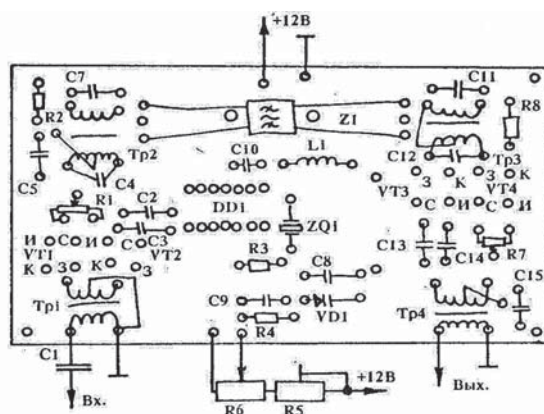 +12В
C7
C11
R8
R2
Z1
Тр2
C10
L1
C12
Тр3
C5
C4
З К З К
VT3
VT4
R1
C2
DD1
С И С И
ZQ1
И С И С
C3
VT1
VT2
C13
C14
R7
К З К З
R3
C8
Тр1
C9
VD1
Тр4
C15
R4
C1
+12В
Вх.
R6
R5
Вых.